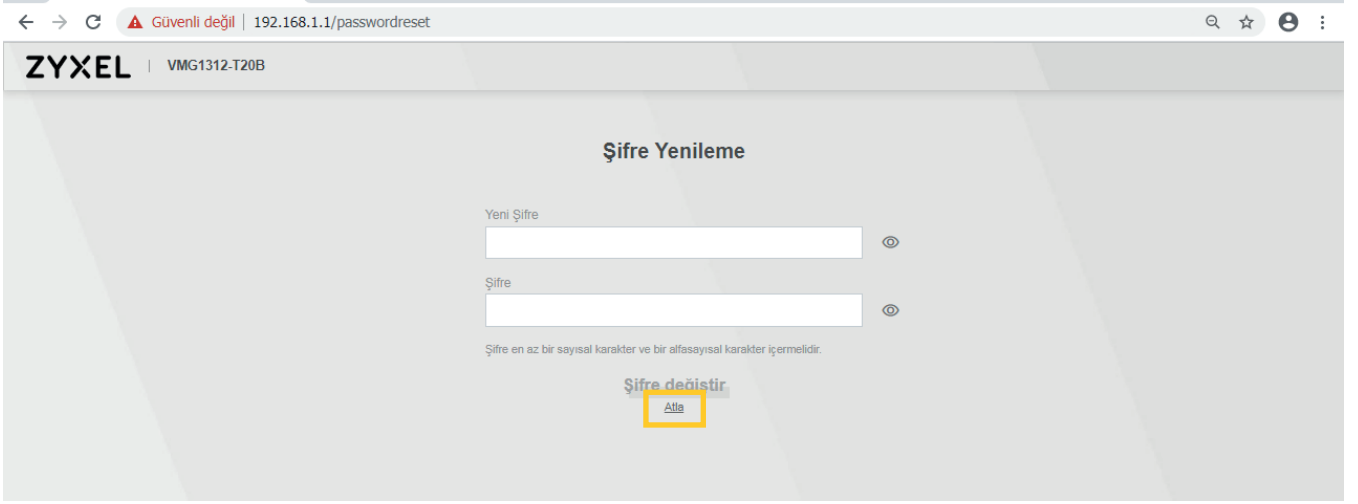 Güvenli değil | 192.168.1.1/passwordreset
ZYXEL | VMG1312-T20B
Şifre Yenileme
Yeni Şifre
Şifre
Şifre en az bir sayısal karakter ve bir alfasayısal karakter içermelidir.
Şifre değiştir
Atla